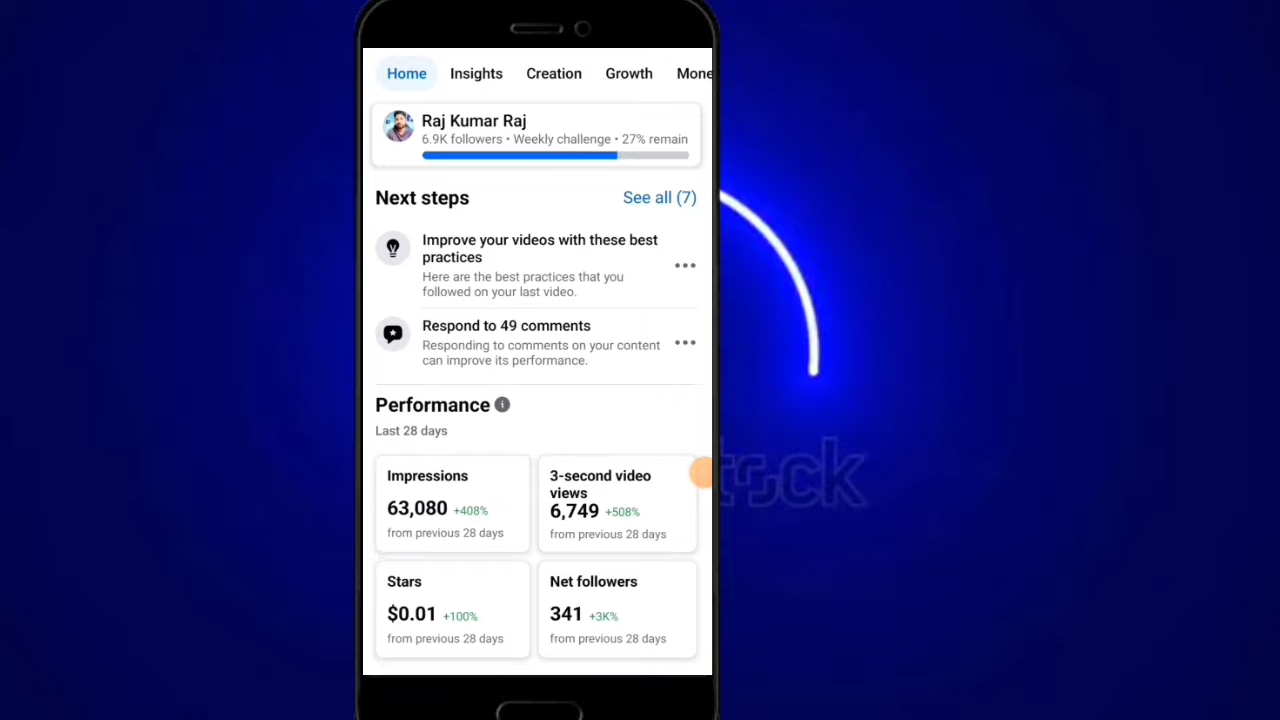 Home Insights Creation Growth Mone
Raj Kumar Raj
6.9K followers • Weekly challenge • 27% remain
Next steps See all (7)
Improve your videos with these best
practices
Here are the best practices that you
followed on your last video.
Respond to 49 comments
Responding to comments on your content
can improve its performance.
Performance
Last 28 days
Impressions
63,080 +408%
from previous 28 days
3-second video
views
6,749 +508%
from previous 28 days
Stars
$0.01 +100%
from previous 28 days
Net followers
341 +3K%
from previous 28 days
tock